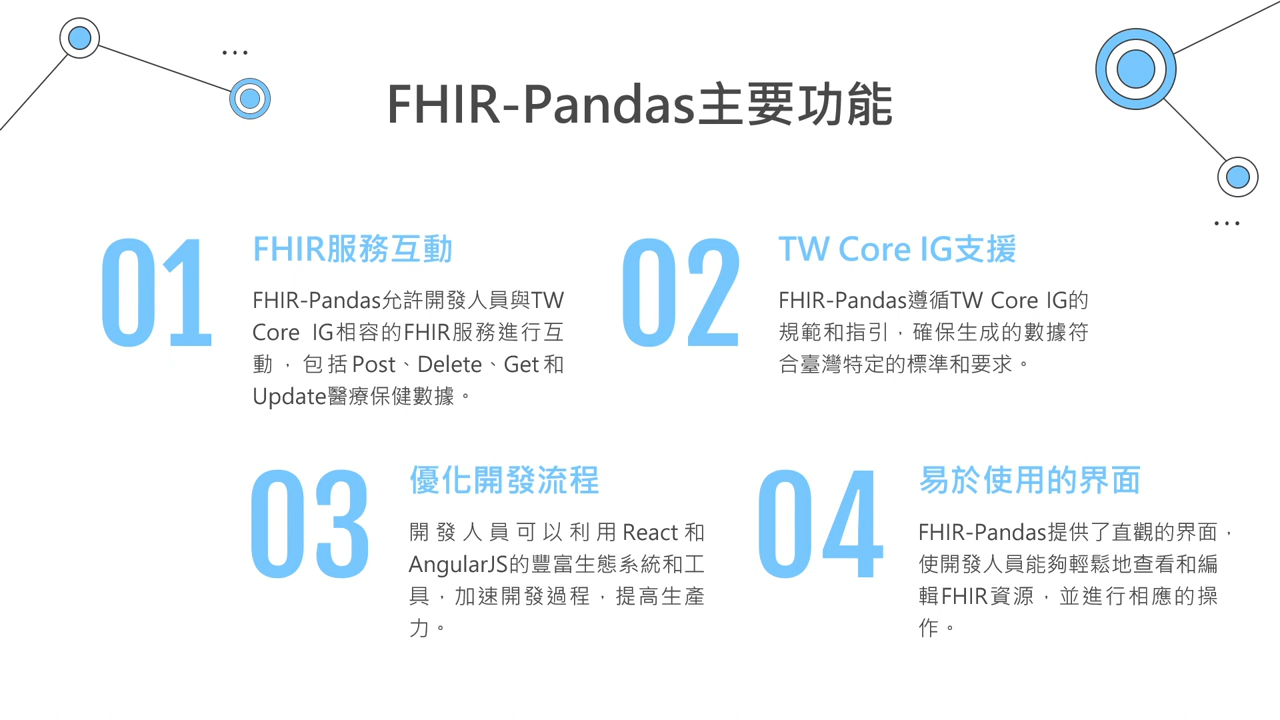 FHIR-Pandas主要功能
01
FHIR服務互動
FHIR-Pandas允許開發人員與TW
Core IG相容的FHIR服務進行互
動，包括Post、Delete、Get和
Update醫療保健數據。
02
TW Core IG支援
FHIR-Pandas遵循TW Core IG的
規範和指引，確保生成的數據符
合臺灣特定的標準和要求。
03
優化開發流程
開發人員可以利用React和
AngularJS的豐富生態系統和工
具，加速開發過程，提高生產
力。
04
易於使用的界面
FHIR-Pandas提供了直觀的界面，
使開發人員能夠輕鬆地查看和編
輯FHIR資源，並進行相應的操
作。